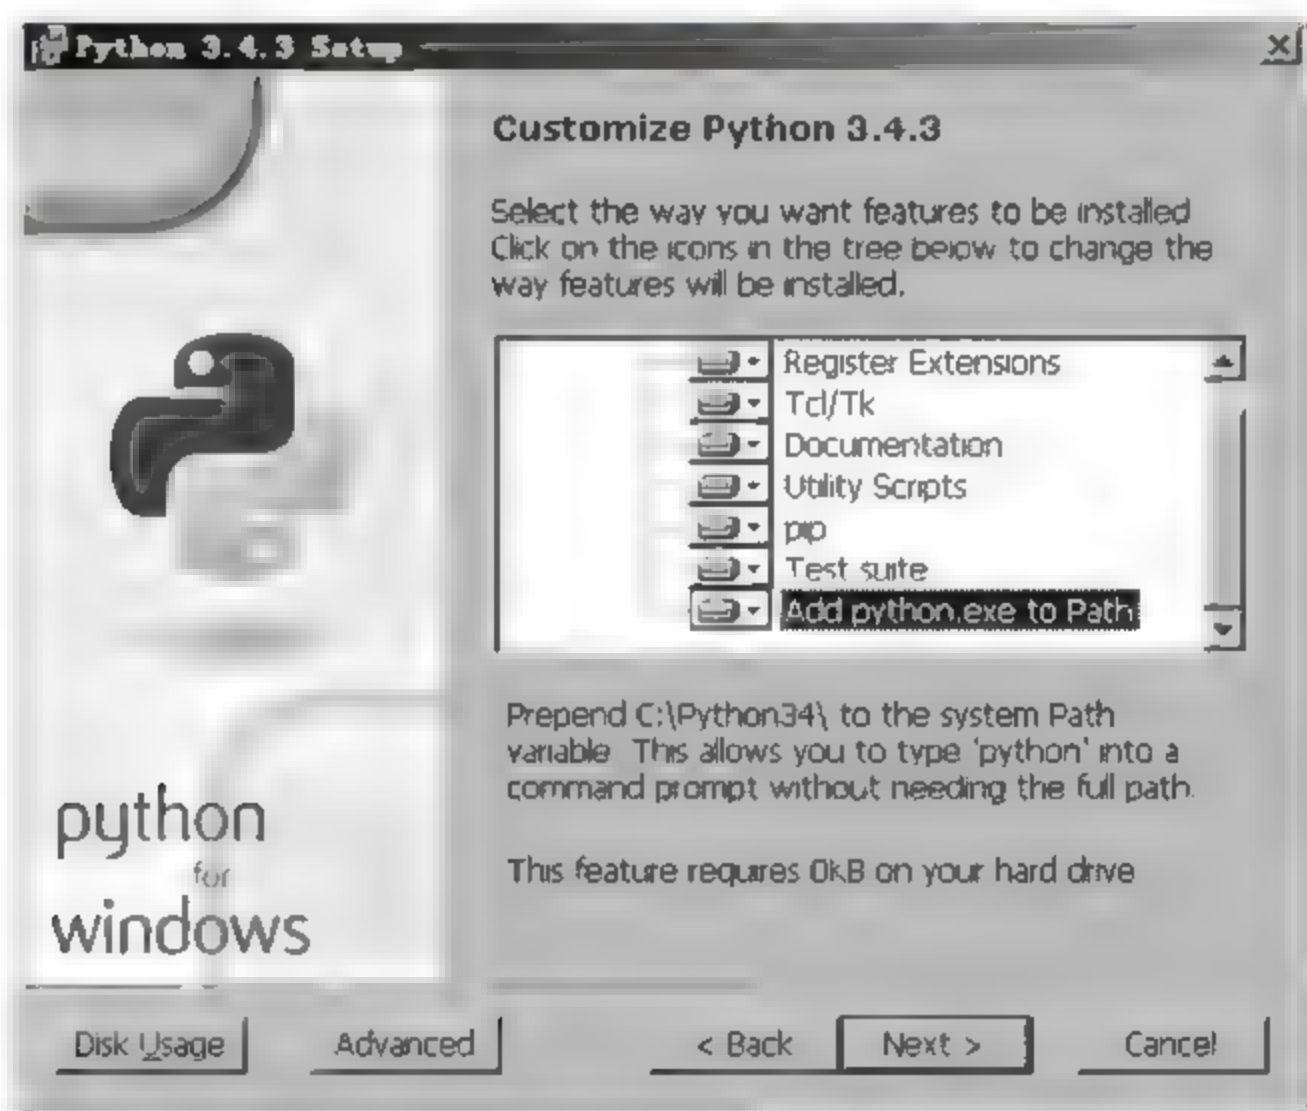 Python 3.4.3 Setup
Customize Python 3.4.3
Select the way you want features to be installed
Click on the icons in the tree below to change the
way features will be installed.
Register Extensions
Tcl/Tk
Documentation
Utility Scripts
pip
Test suite
Add python.exe to Path
Prepend C:\Python34\ to the system Path
variable. This allows you to type 'python' into a
command prompt without needing the full path.
This feature requires 0KB on your hard drive
python
for
windows
Disk Usage
Advanced
< Back
Next >
Cancel